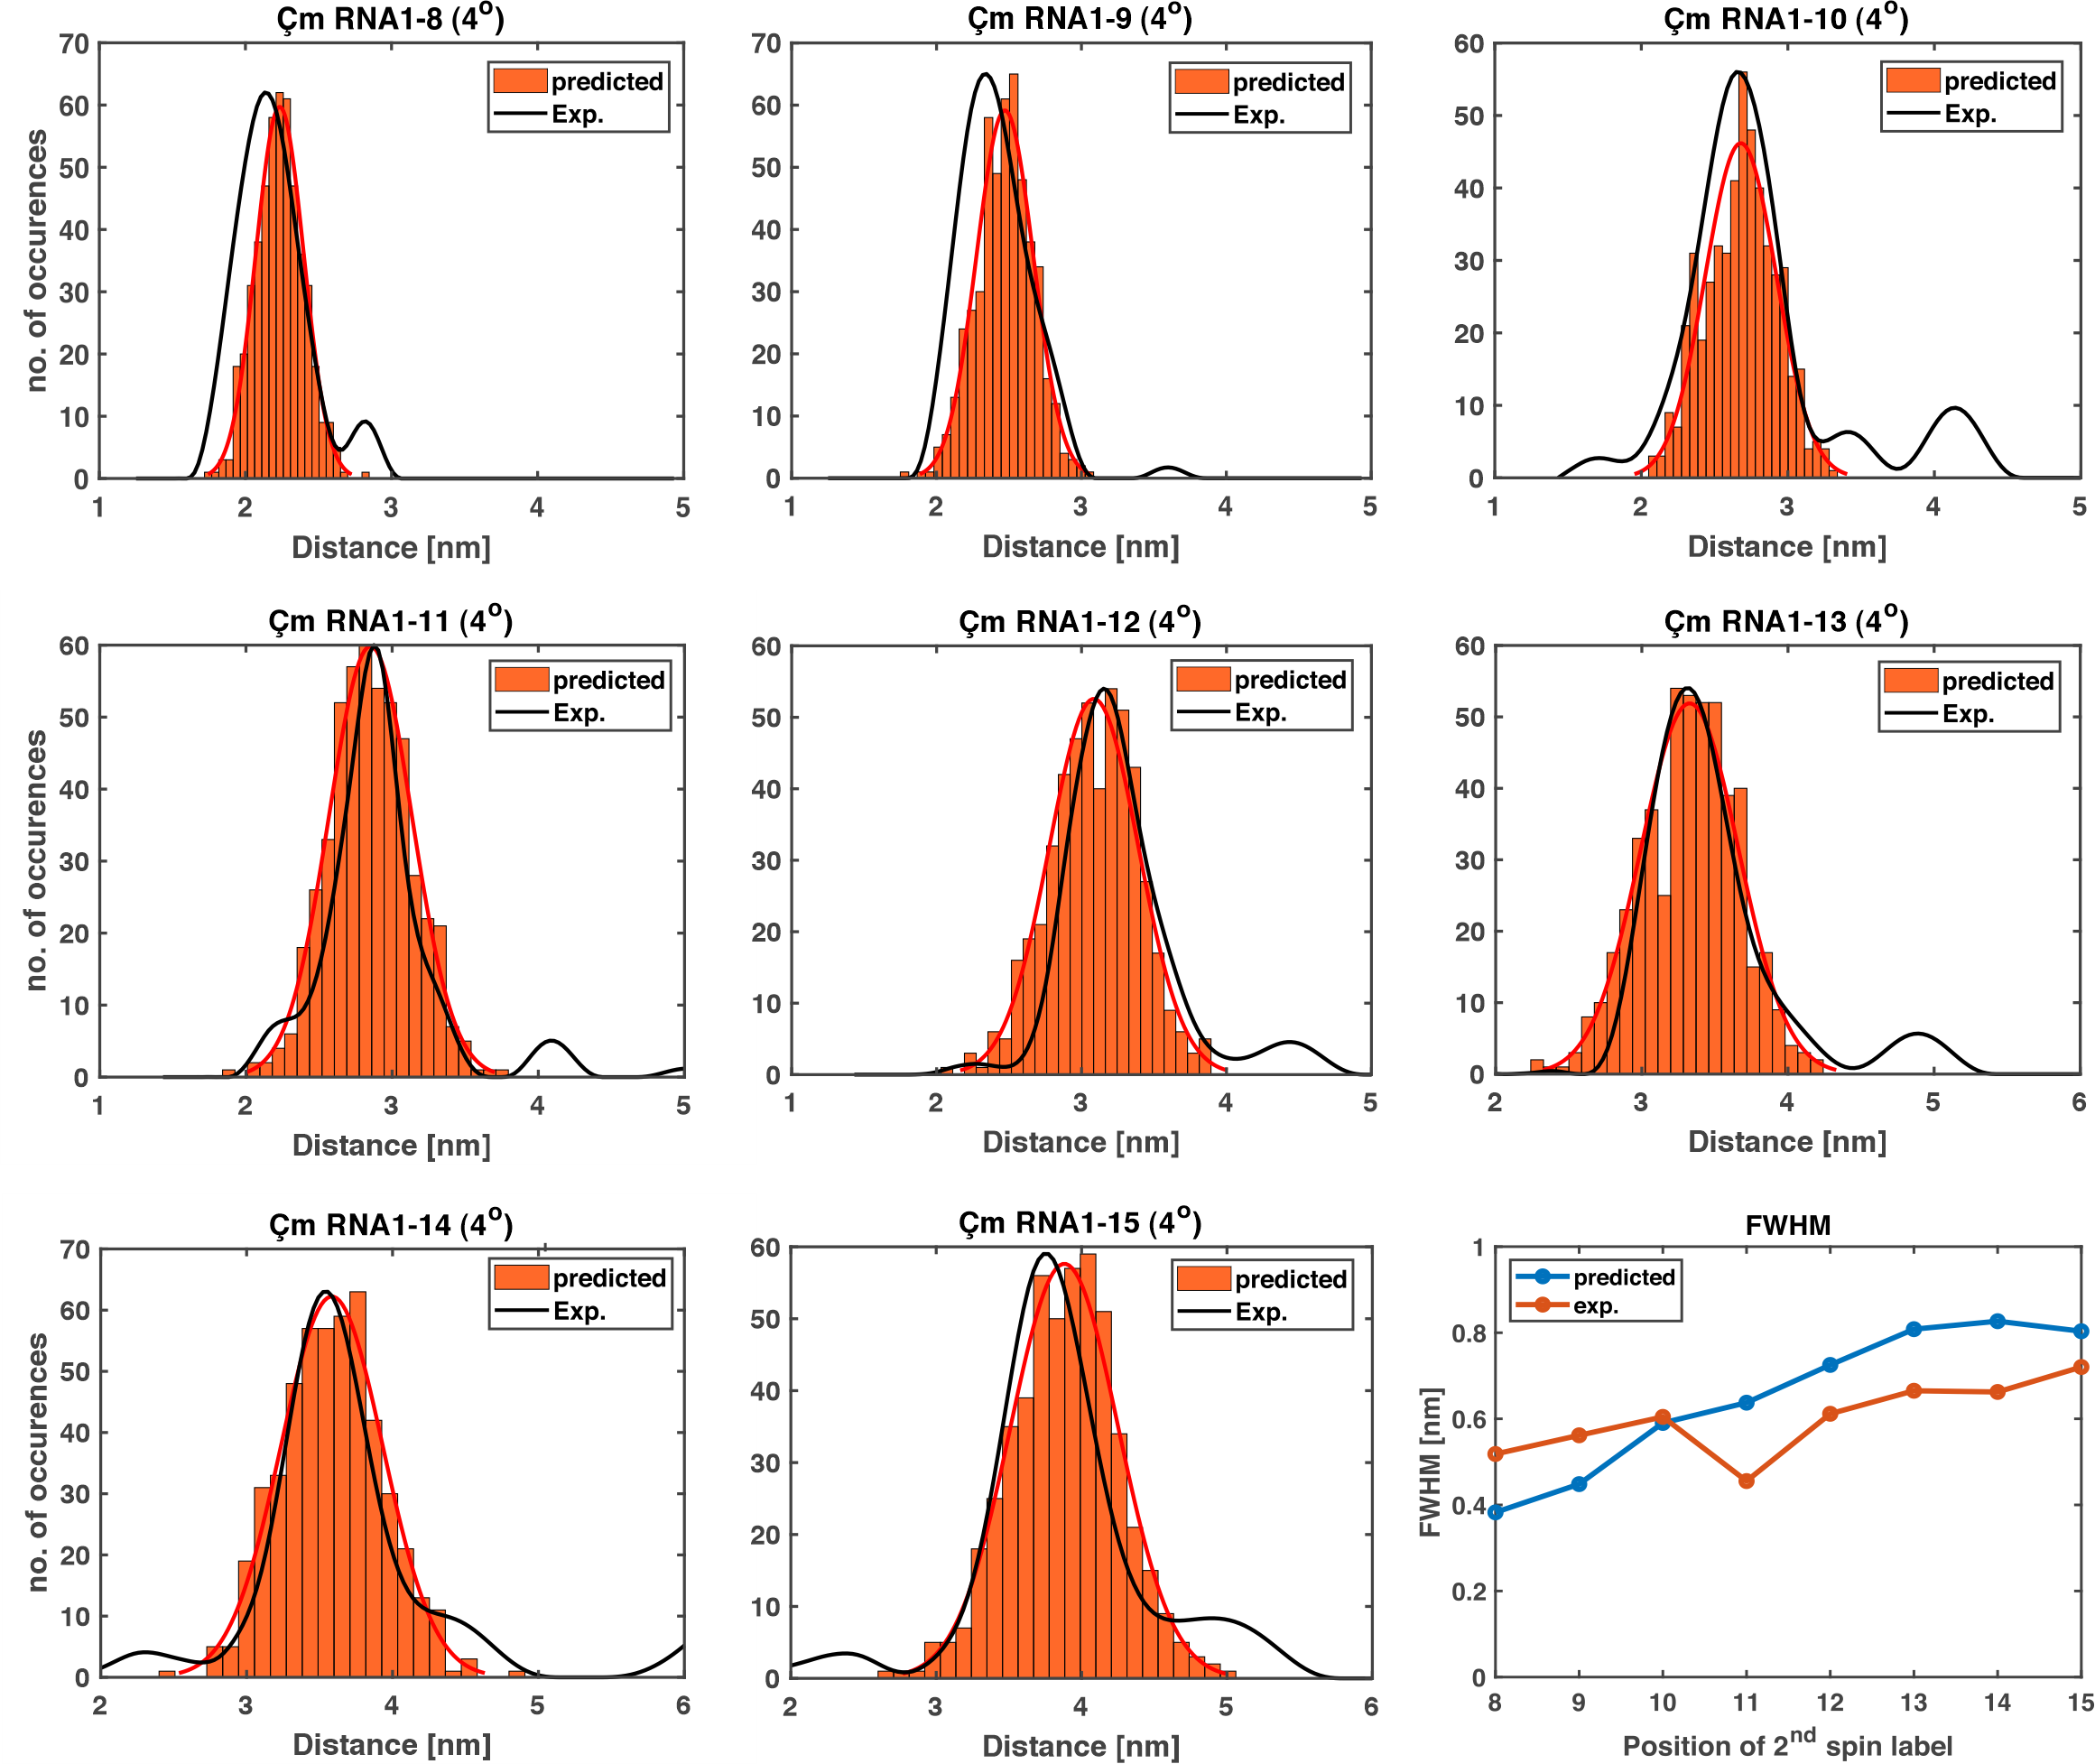 Çm RNA1-8 (4o)
70
60
50
40
30
20
10
0
no. of occurences
predicted
Exp.
1 2 3 4 5
Distance [nm]
Çm RNA1-9 (4o)
70
60
50
40
30
20
10
0
predicted
Exp.
1 2 3 4 5
Distance [nm]
Çm RNA1-10 (4o)
60
50
40
30
20
10
0
predicted
Exp.
1 2 3 4 5
Distance [nm]
Çm RNA1-11 (4o)
60
50
40
30
20
10
0
no. of occurences
predicted
Exp.
1 2 3 4 5
Distance [nm]
Çm RNA1-12 (4o)
60
50
40
30
20
10
0
predicted
Exp.
1 2 3 4 5
Distance [nm]
Çm RNA1-13 (4o)
60
50
40
30
20
10
0
predicted
Exp.
2 3 4 5 6
Distance [nm]
Çm RNA1-14 (4o)
70
60
50
40
30
20
10
0
no. of occurences
predicted
Exp.
2 3 4 5 6
Distance [nm]
Çm RNA1-15 (4o)
60
50
40
30
20
10
0
predicted
Exp.
2 3 4 5 6
Distance [nm]
FWHM
1
0.8
0.6
0.4
0.2
0
FWHM [nm]
predicted
exp.
8 9 10 11 12 13 14 15
Position of 2nd spin label